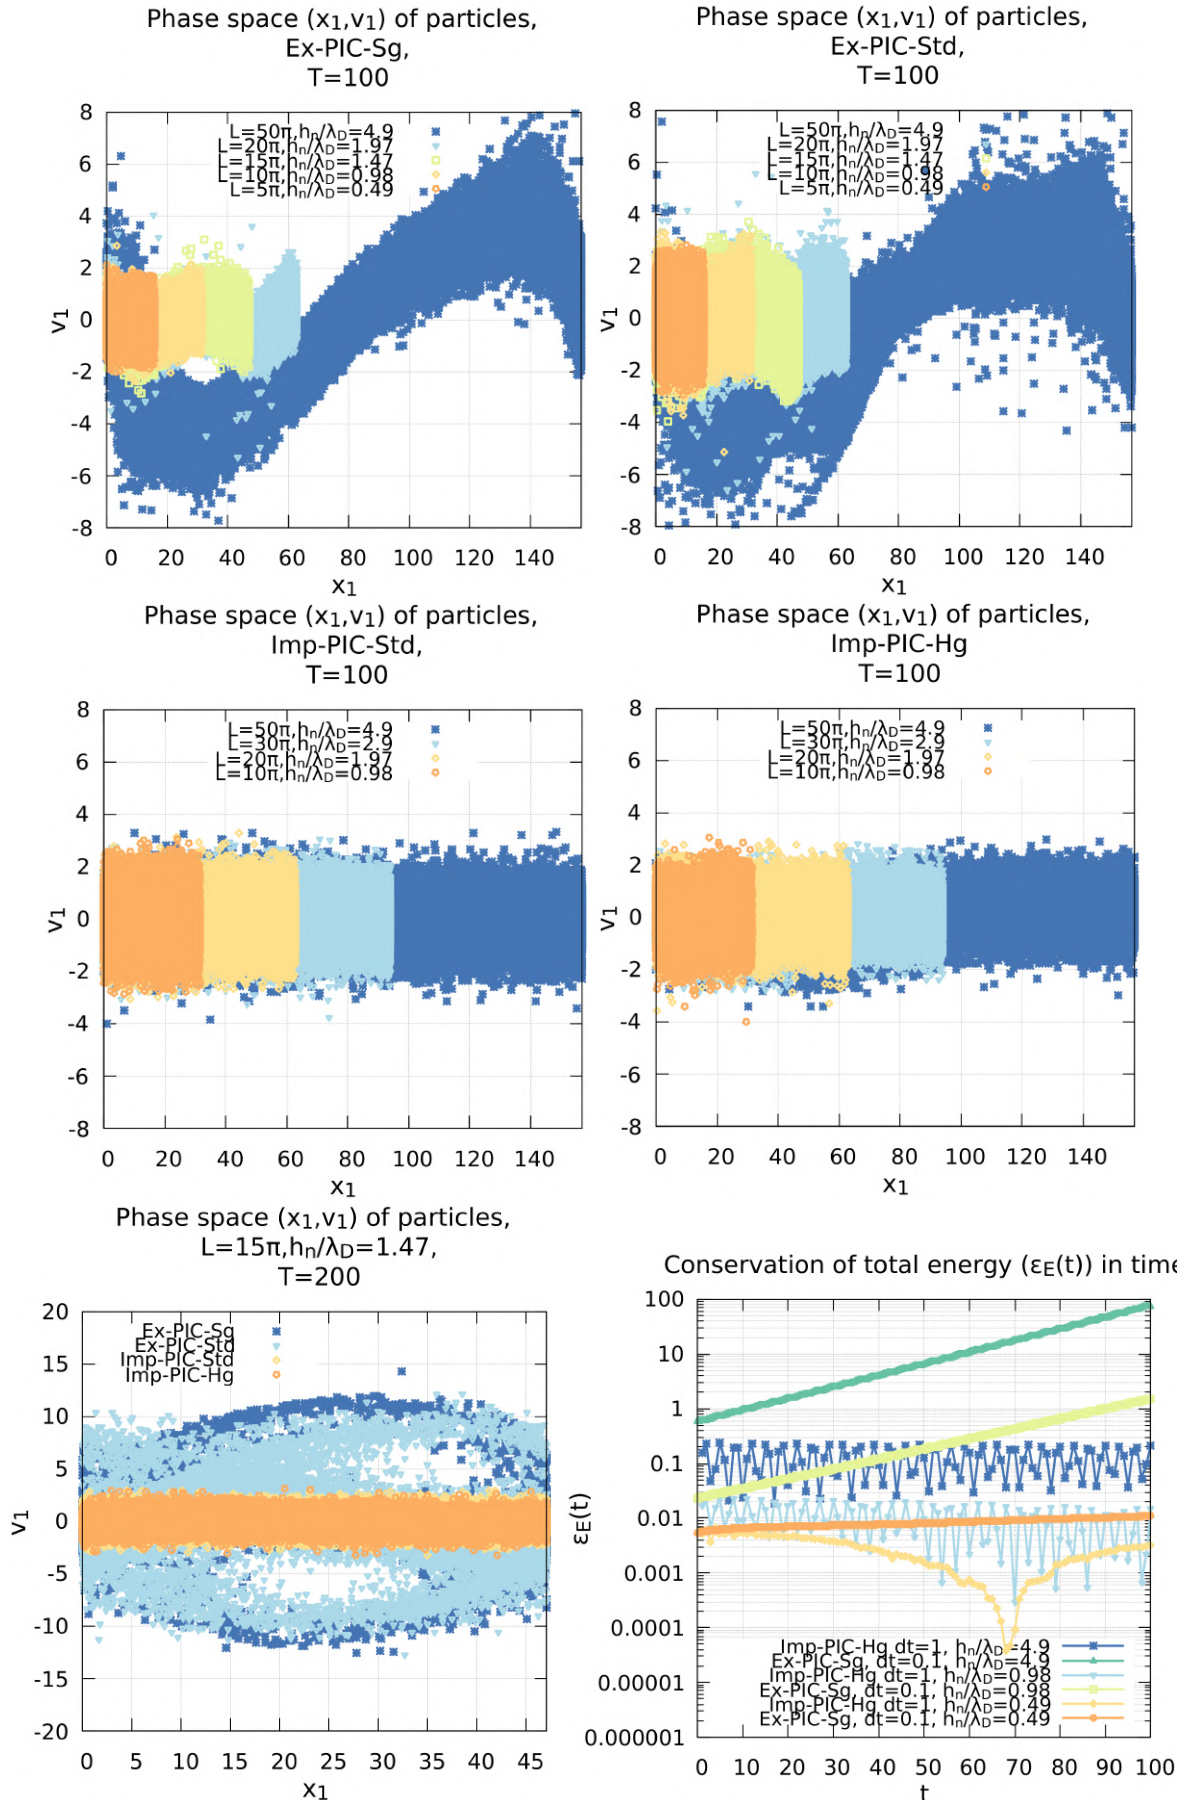 Phase space (x₁,v₁) of particles,
Ex-PIC-Sg,
T=100
L=50π,hₙ/λD=4.9
L=20π,hₙ/λD=1.97
L=15π,hₙ/λD=1.47
L=10π,hₙ/λD=0.98
L=5π,hₙ/λD=0.49
8
6
4
2
0
-2
-4
-6
-8
v₁
0 20 40 60 80 100 120 140
x₁
Phase space (x₁,v₁) of particles,
Ex-PIC-Std,
T=100
L=50π,hₙ/λD=4.9
L=20π,hₙ/λD=1.97
L=15π,hₙ/λD=1.47
L=10π,hₙ/λD=0.98
L=5π,hₙ/λD=0.49
8
6
4
2
0
-2
-4
-6
-8
v₁
0 20 40 60 80 100 120 140
x₁
Phase space (x₁,v₁) of particles,
Imp-PIC-Std,
T=100
L=50π,hₙ/λD=4.9
L=30π,hₙ/λD=2.9
L=20π,hₙ/λD=1.97
L=10π,hₙ/λD=0.98
8
6
4
2
0
-2
-4
-6
-8
v₁
0 20 40 60 80 100 120 140
x₁
Phase space (x₁,v₁) of particles,
Imp-PIC-Hg
T=100
L=50π,hₙ/λD=4.9
L=30π,hₙ/λD=2.9
L=20π,hₙ/λD=1.97
L=10π,hₙ/λD=0.98
8
6
4
2
0
-2
-4
-6
-8
v₁
0 20 40 60 80 100 120 140
x₁
Phase space (x₁,v₁) of particles,
L=15π,hₙ/λD=1.47,
T=200
Ex-PIC-Sg
Ex-PIC-Std
Imp-PIC-Std
Imp-PIC-Hg
20
15
10
5
0
-5
-10
-15
-20
v₁
0 5 10 15 20 25 30 35 40 45
x₁
Conservation of total energy (εE(t)) in time
100
10
1
0.1
0.01
0.001
0.0001
0.00001
0.000001
εE(t)
Imp-PIC-Hg dt=1, hₙ/λD=4.9
Ex-PIC-Sg, dt=0.1, hₙ/λD=4.9
Imp-PIC-Hg dt=1, hₙ/λD=0.98
Ex-PIC-Sg, dt=0.1, hₙ/λD=0.98
Imp-PIC-Hg dt=1, hₙ/λD=0.49
Ex-PIC-Sg, dt=0.1, hₙ/λD=0.49
0 10 20 30 40 50 60 70 80 90 100
t